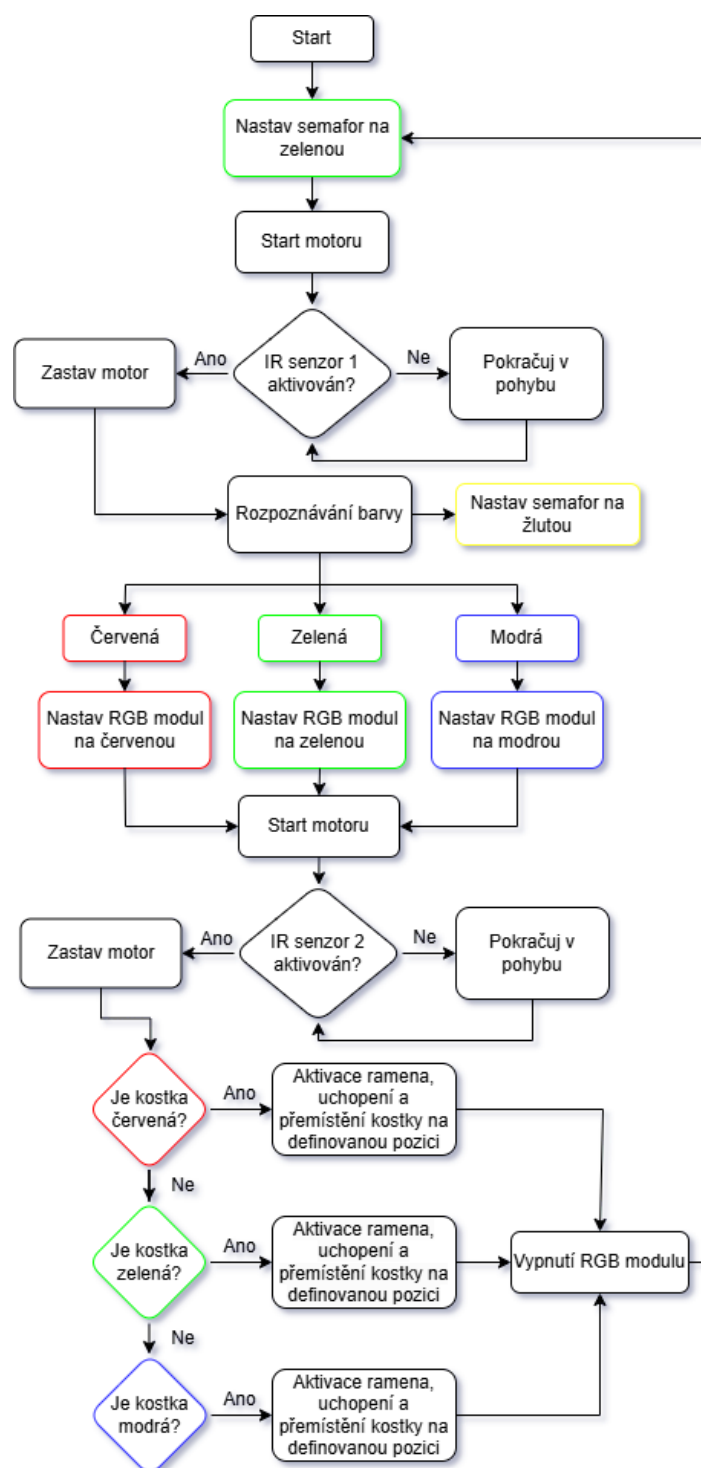 Start
Nastav semafor na
zelenou
Start motoru
IR senzor 1
aktivován?
Ano
Ne
Zastav motor
Pokračuj v
pohybu
Rozpoznávání barvy
Nastav semafor na
žlutou
Červená
Zelená
Modrá
Nastav RGB modul
na červenou
Nastav RGB modul
na zelenou
Nastav RGB modul
na modrou
Start motoru
IR senzor 2
aktivován?
Ano
Ne
Zastav motor
Pokračuj v
pohybu
Je kostka
červená?
Ano
Aktivace ramena,
uchopení a
přemístění kostky na
definovanou pozici
Ne
Je kostka
zelená?
Ano
Aktivace ramena,
uchopení a
přemístění kostky na
definovanou pozici
Vypnutí RGB modulu
Ne
Je kostka
modrá?
Ano
Aktivace ramena,
uchopení a
přemístění kostky na
definovanou pozici